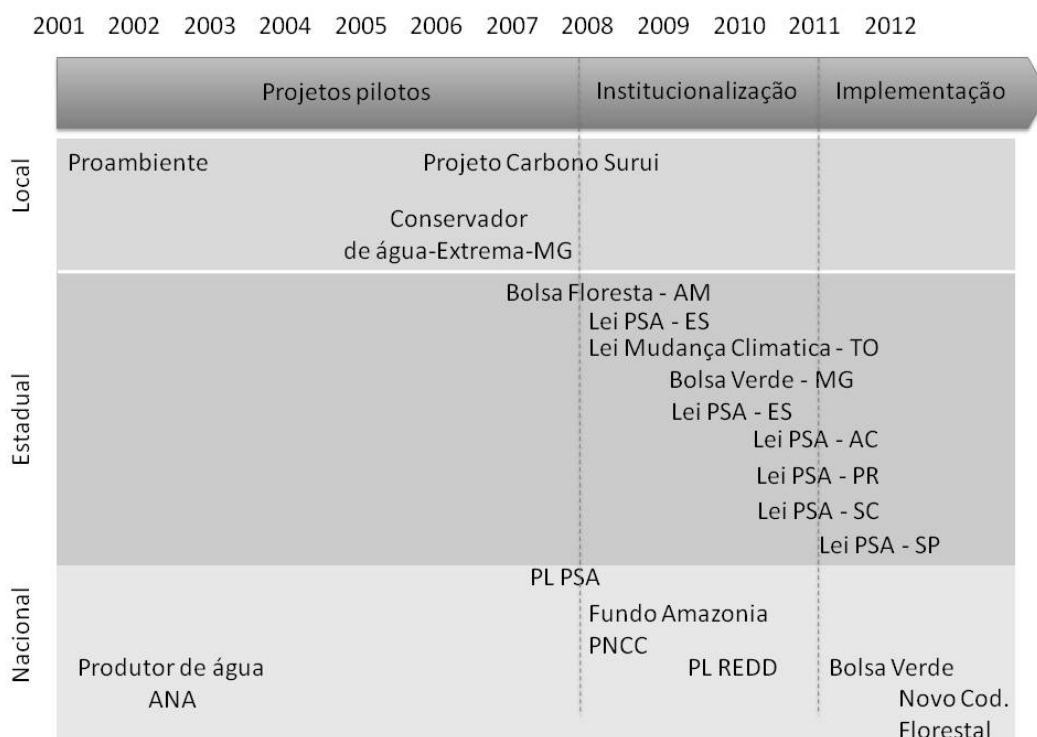 2001 2002 2003 2004 2005 2006 2007 2008 2009 2010 2011 2012
Projetos pilotos Institucionalização Implementação
Local
Proambiente Projeto Carbono Surui
Conservador
de água-Extrema-MG
Estadual
Bolsa Floresta - AM
Lei PSA - ES
Lei Mudança Climatica - TO
Bolsa Verde - MG
Lei PSA - ES
Lei PSA - AC
Lei PSA - PR
Lei PSA - SC
Lei PSA - SP
Nacional
PL PSA
Fundo Amazonia
PNCC
Produtor de água PL REDD Bolsa Verde
ANA Novo Cod.
Florestal